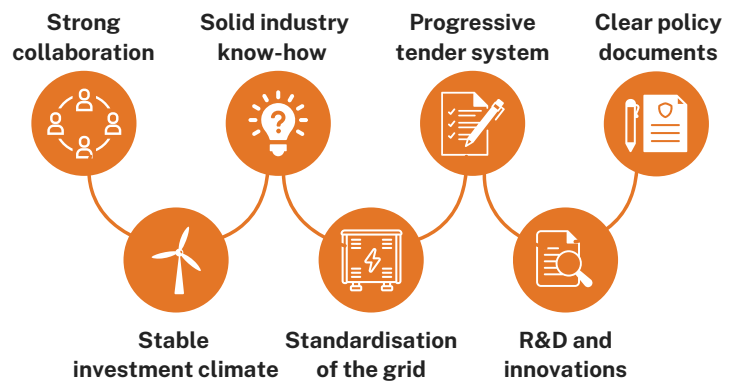 Strong
collaboration
Solid industry
know-how
Progressive
tender system
Clear policy
documents
?
Stable
investment climate
Standardisation
of the grid
R&D and
innovations